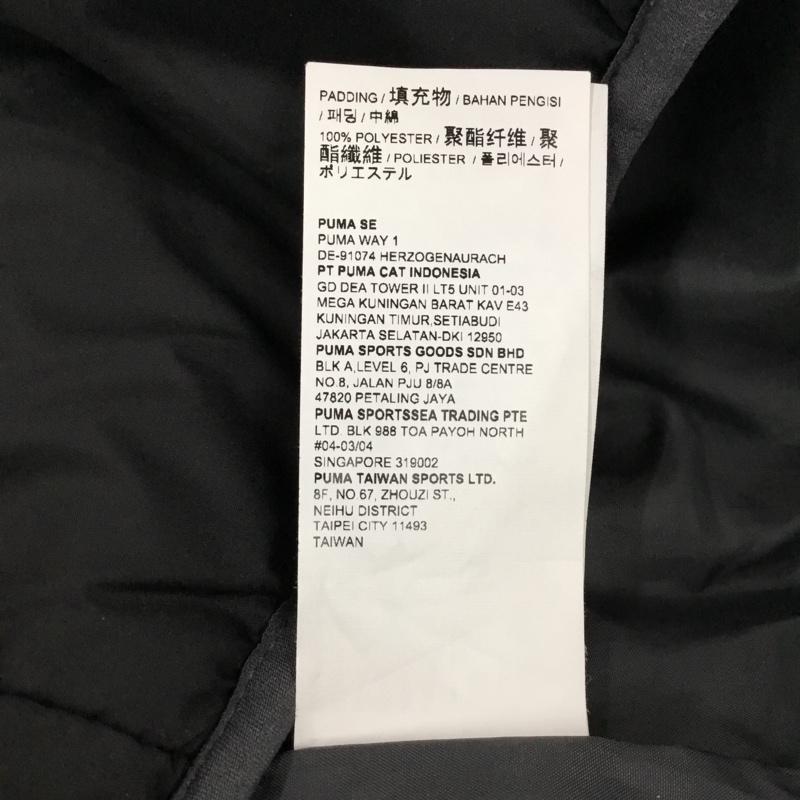 PADDING / 填充物 / BAHAN PENGISI
/ 패딩 / 中綿
100% POLYESTER / 聚酯纤维 / 聚
酯纖維 / POLIESTER / 폴리에스터 /
ポリエステル
PUMA SE
PUMA WAY 1
DE-91074 HERZOGENAURACH
PT PUMA CAT INDONESIA
GD DEA TOWER II LT5 UNIT 01-03
MEGA KUNINGAN BARAT KAV E43
KUNINGAN TIMUR,SETIABUDI
JAKARTA SELATAN-DKI 12950
PUMA SPORTS GOODS SDN BHD
BLK A,LEVEL 6, PJ TRADE CENTRE
NO.8, JALAN PJU 8/8A
47820 PETALING JAYA
PUMA SPORTSSEA TRADING PTE
LTD. BLK 988 TOA PAYOH NORTH
#04-03/04
SINGAPORE 319002
PUMA TAIWAN SPORTS LTD.
8F, NO 67, ZHOUZI ST.,
NEIHU DISTRICT
TAIPEI CITY 11493
TAIWAN